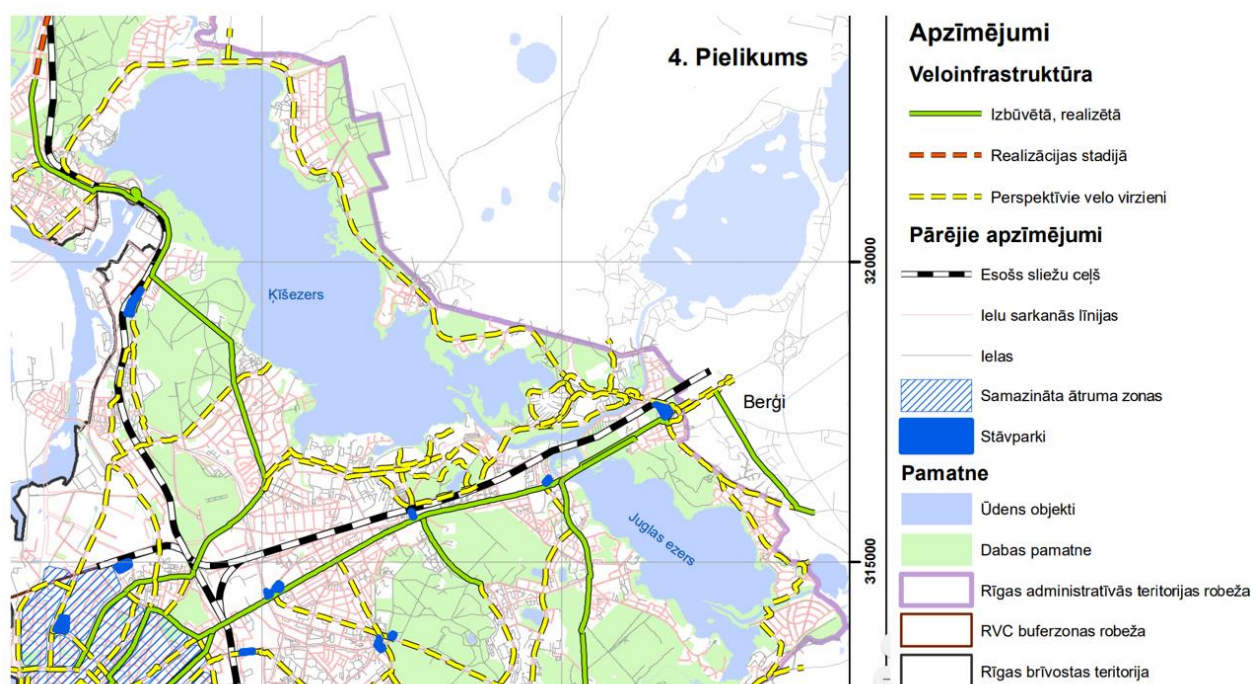 4. Pielikums
Ķīšezers
Berģi
Juglas ezers
320000
315000
Apzīmējumi
Veloinfrastruktūra
Izbūvētā, realizētā
Realizācijas stadijā
Perspektīvie velo virzieni
Pārējie apzīmējumi
Esošs sliežu ceļš
Ielu sarkanās līnijas
Ielas
Samazināta ātruma zonas
Stāvparki
Pamatne
Ūdens objekti
Dabas pamatne
Rīgas administratīvās teritorijas robeža
RVC buferzonas robeža
Rīgas brīvostas teritorija